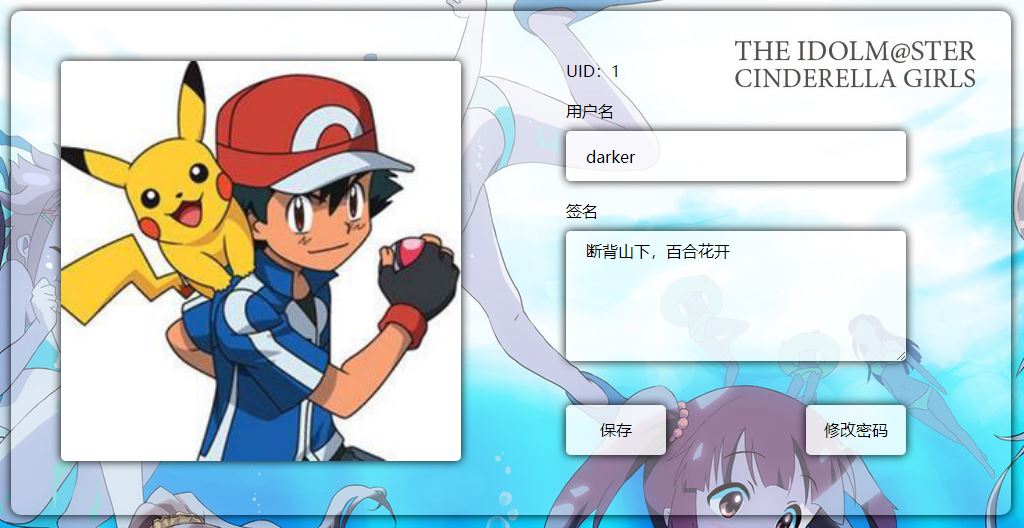 THE IDOLM@STER
CINDERELLA GIRLS
UID：1
用户名
darker
签名
断背山下，百合花开
保存
修改密码